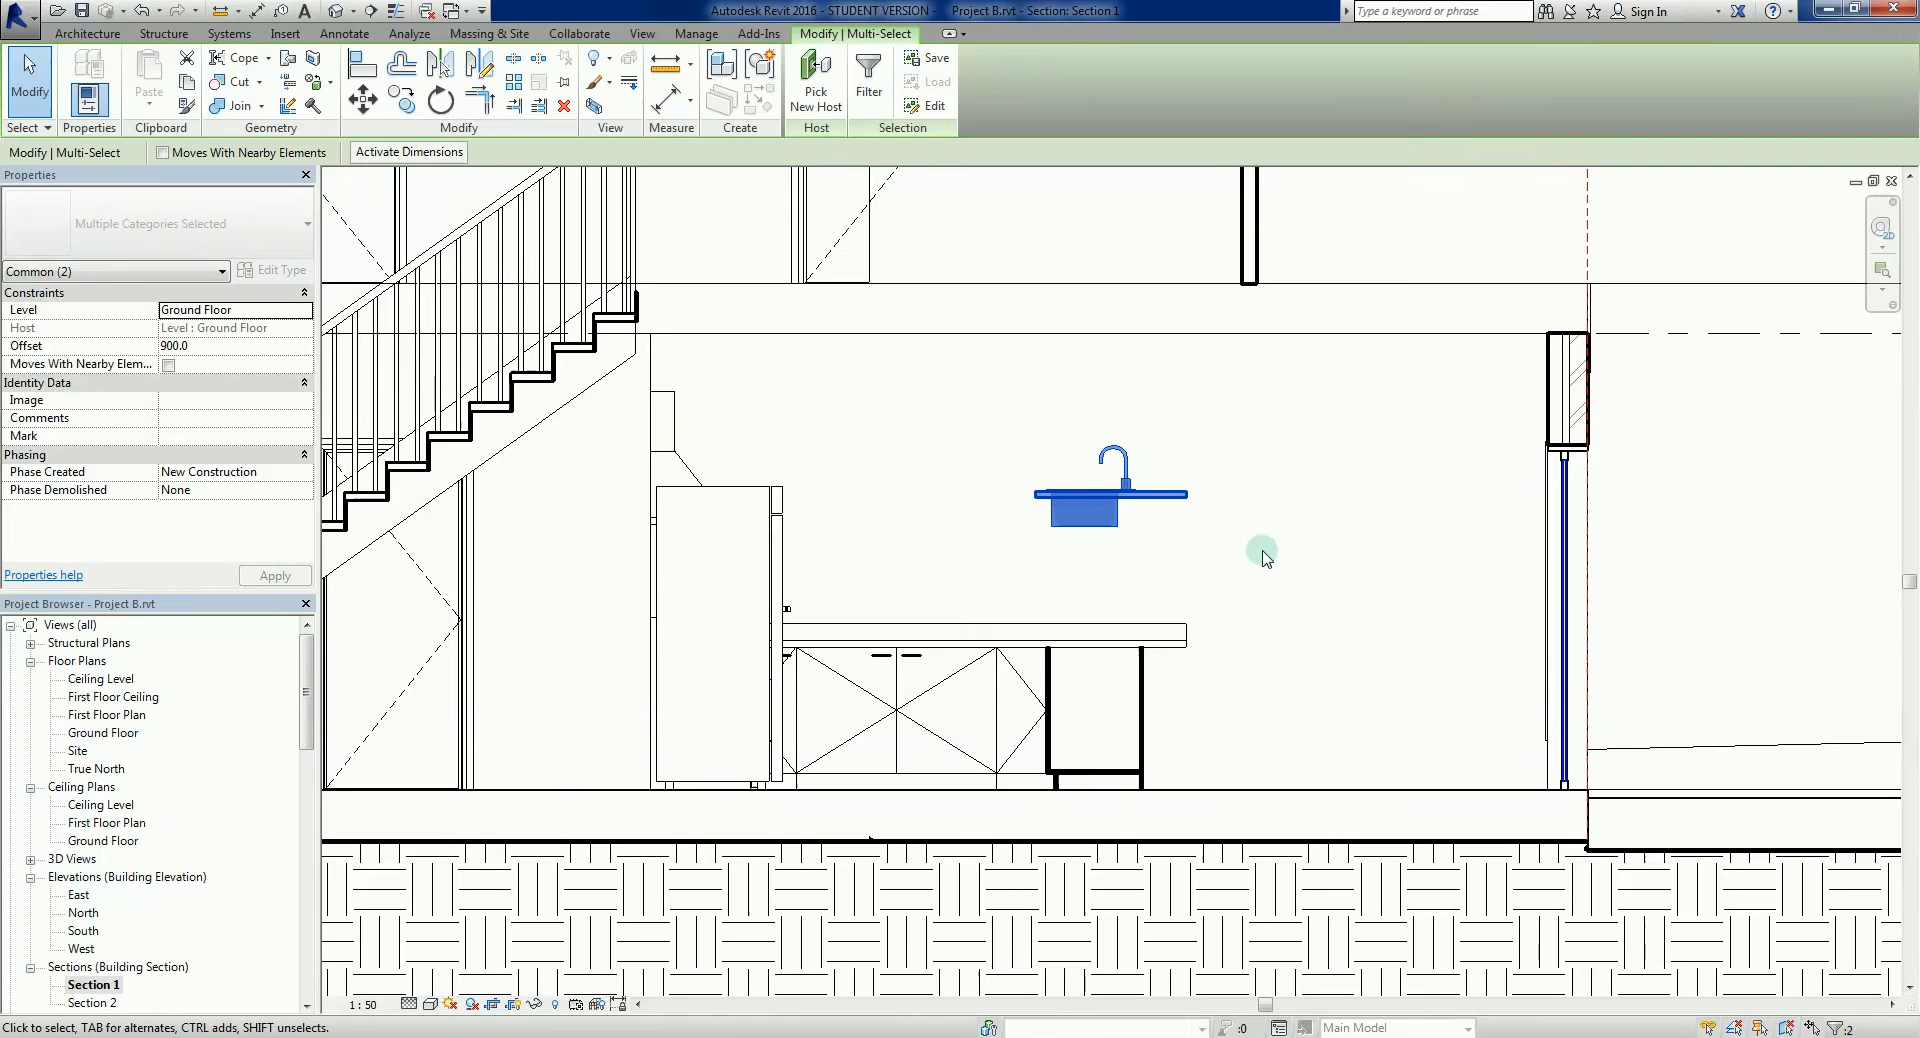 Autodesk Revit 2016 - STUDENT VERSION - Project B.rvt - Section: Section 1
Type a keyword or phrase
Sign In
Architecture Structure Systems Insert Annotate Analyze Massing & Site Collaborate View Manage Add-Ins Modify | Multi-Select
Modify
Paste
Cope
Cut
Join
Pick
New Host
Filter
Save
Load
Edit
Select Properties Clipboard Geometry Modify View Measure Create Host Selection
Modify | Multi-Select Moves With Nearby Elements Activate Dimensions
Properties
Multiple Categories Selected
Common (2) Edit Type
Constraints
Level Ground Floor
Host Level : Ground Floor
Offset 900.0
Moves With Nearby Elem...
Identity Data
Image
Comments
Mark
Phasing
Phase Created New Construction
Phase Demolished None
Properties help Apply
Project Browser - Project B.rvt
Views (all)
Structural Plans
Floor Plans
Ceiling Level
First Floor Ceiling
First Floor Plan
Ground Floor
Site
True North
Ceiling Plans
Ceiling Level
First Floor Plan
Ground Floor
3D Views
Elevations (Building Elevation)
East
North
South
West
Sections (Building Section)
Section 1
Section 2
2D
1 : 50
Click to select, TAB for alternates, CTRL adds, SHIFT unselects.
:0
Main Model
:2